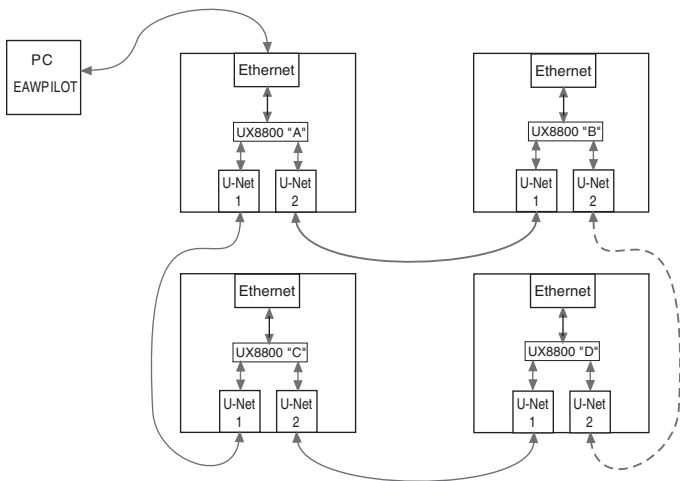 PC
EAWPILOT
Ethernet
UX8800 "A"
U-Net
1
U-Net
2
Ethernet
UX8800 "B"
U-Net
1
U-Net
2
Ethernet
UX8800 "C"
U-Net
1
U-Net
2
Ethernet
UX8800 "D"
U-Net
1
U-Net
2